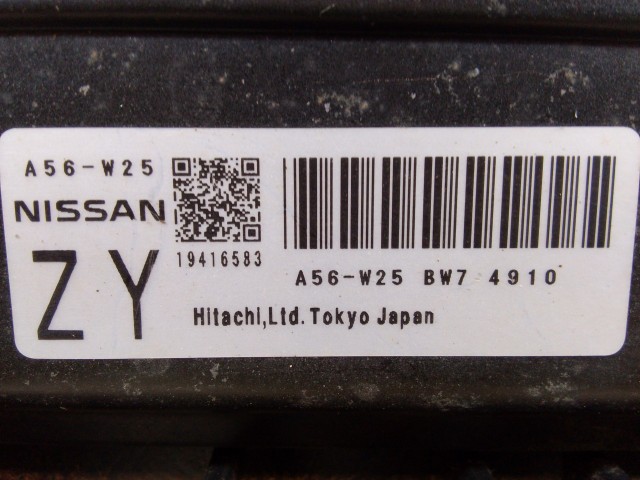 A56-W25
NISSAN
ZY
19416583
A56-W25 BW7 4910
Hitachi,Ltd. Tokyo Japan